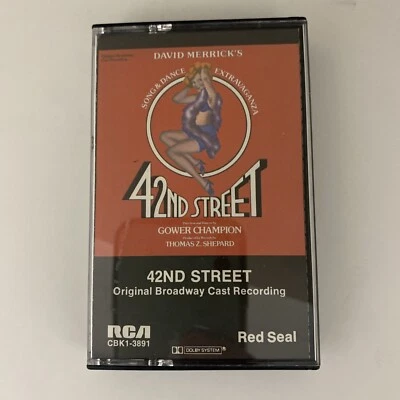 DAVID MERRICK'S
SONG & DANCE EXTRAVAGANZA
42ND STREET
GOWER CHAMPION
THOMAS Z. SHEPARD
42ND STREET
Original Broadway Cast Recording
RCA
CBK1-3891
DOLBY SYSTEM
Red Seal